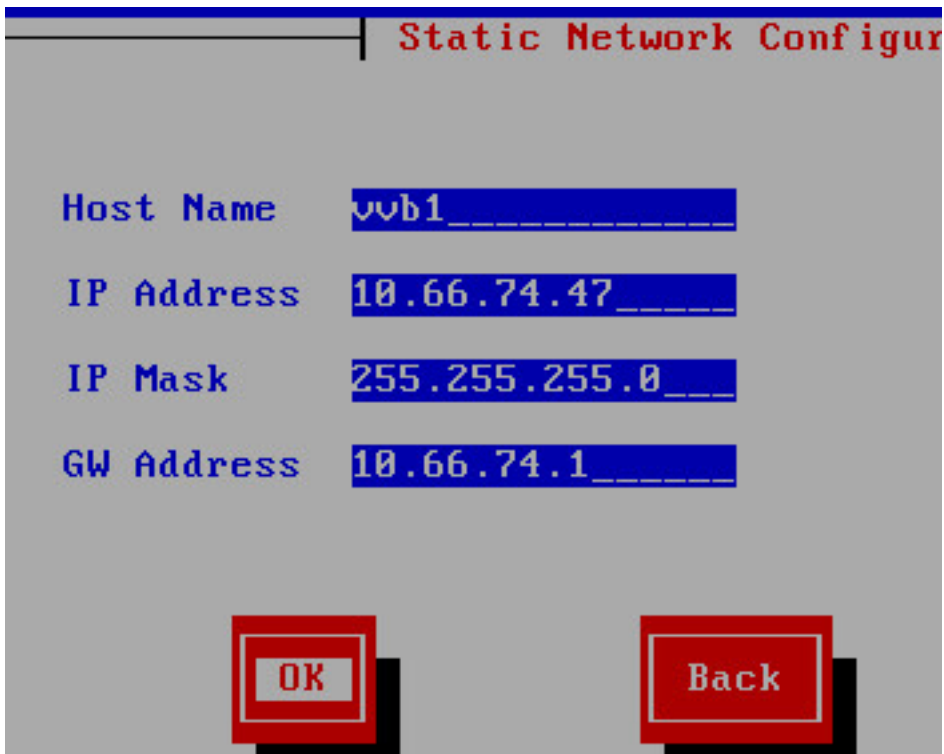 Static Network Configur
Host Name vvb1____________
IP Address 10.66.74.47_____
IP Mask 255.255.255.0___
GW Address 10.66.74.1______
OK Back